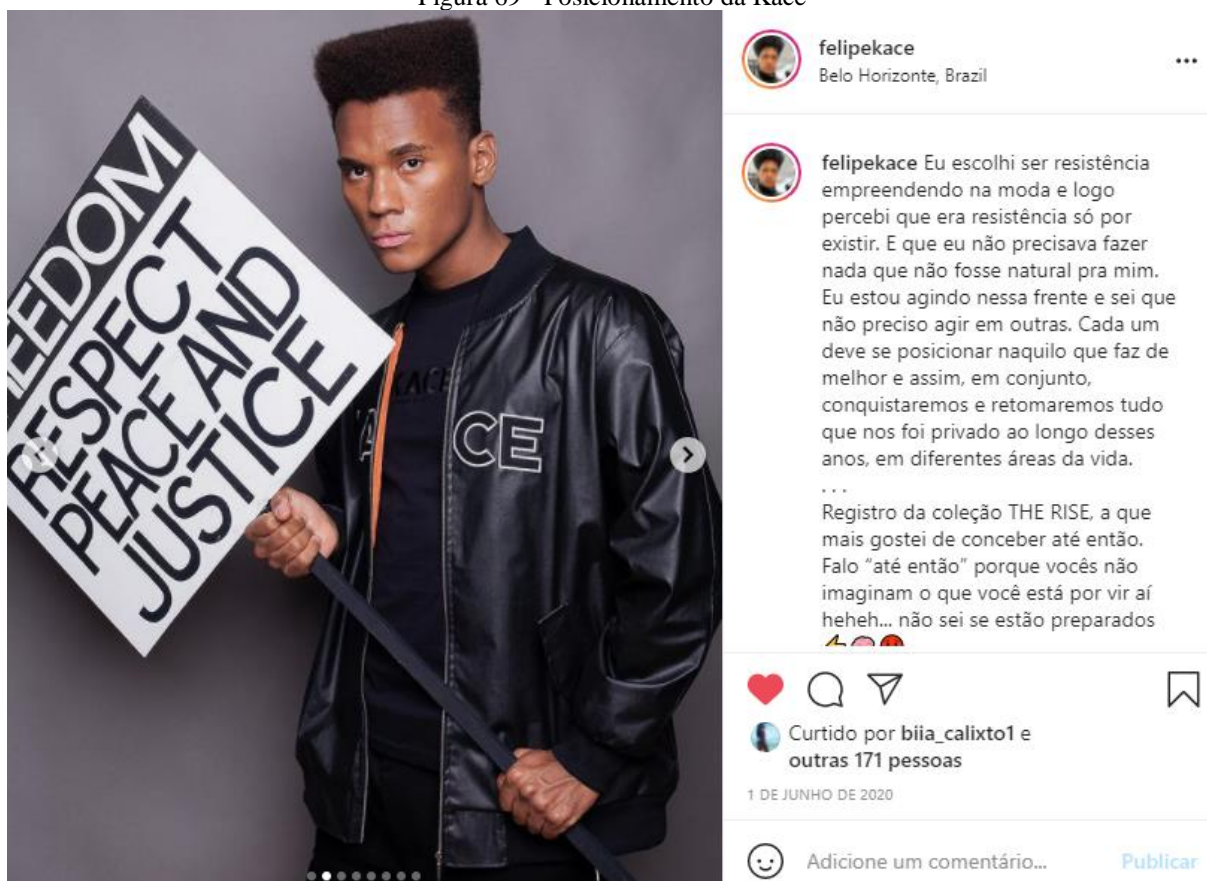 Figura 69 - Posicionamento da Kace
EEDOM
RESPECT
PEACE AND
JUSTICE
KACE
CE
felipekace
Belo Horizonte, Brazil
felipekace Eu escolhi ser resistência
empreendendo na moda e logo
percebi que era resistência só por
existir. E que eu não precisava fazer
nada que não fosse natural pra mim.
Eu estou agindo nessa frente e sei que
não preciso agir em outras. Cada um
deve se posicionar naquilo que faz de
melhor e assim, em conjunto,
conquistaremos e retomaremos tudo
que nos foi privado ao longo desses
anos, em diferentes áreas da vida.
. . .
Registro da coleção THE RISE, a que
mais gostei de conceber até então.
Falo “até então” porque vocês não
imaginam o que você está por vir aí
heheh... não sei se estão preparados
Curtido por biia_calixto1 e
outras 171 pessoas
1 DE JUNHO DE 2020
Adicione um comentário...
Publicar